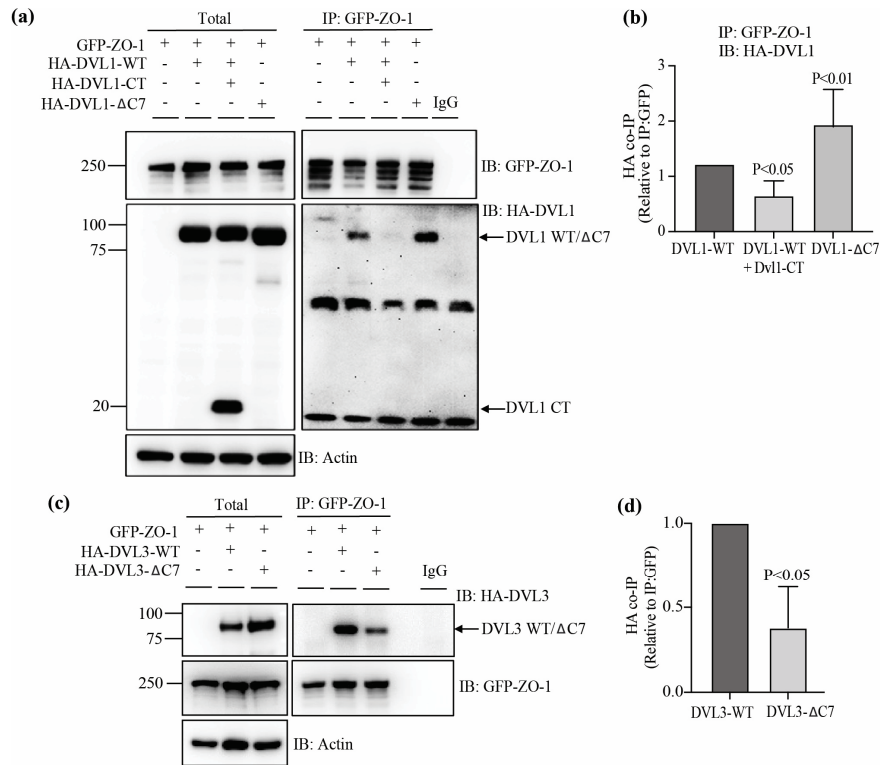 (a)
Total
IP: GFP-ZO-1
GFP-ZO-1 + + + + + + + +
HA-DVL1-WT - + + - - + + -
HA-DVL1-CT - - + - - - + -
HA-DVL1-ΔC7 - - - + - - - + IgG
250
IB: GFP-ZO-1
IB: HA-DVL1
100
75
DVL1 WT/ΔC7
20
DVL1 CT
IB: Actin
(b)
IP: GFP-ZO-1
IB: HA-DVL1
HA co-IP
(Relative to IP:GFP)
3
2
1
0
P<0.05
P<0.01
DVL1-WT DVL1-WT DVL1-ΔC7
+ Dvl1-CT
(c)
Total
IP: GFP-ZO-1
GFP-ZO-1 + + + + + +
HA-DVL3-WT - + - - + -
HA-DVL3-ΔC7 - - + - - + IgG
IB: HA-DVL3
100
75
DVL3 WT/ΔC7
250
IB: GFP-ZO-1
IB: Actin
(d)
HA co-IP
(Relative to IP:GFP)
1.0
0.5
0.0
P<0.05
DVL3-WT DVL3-ΔC7